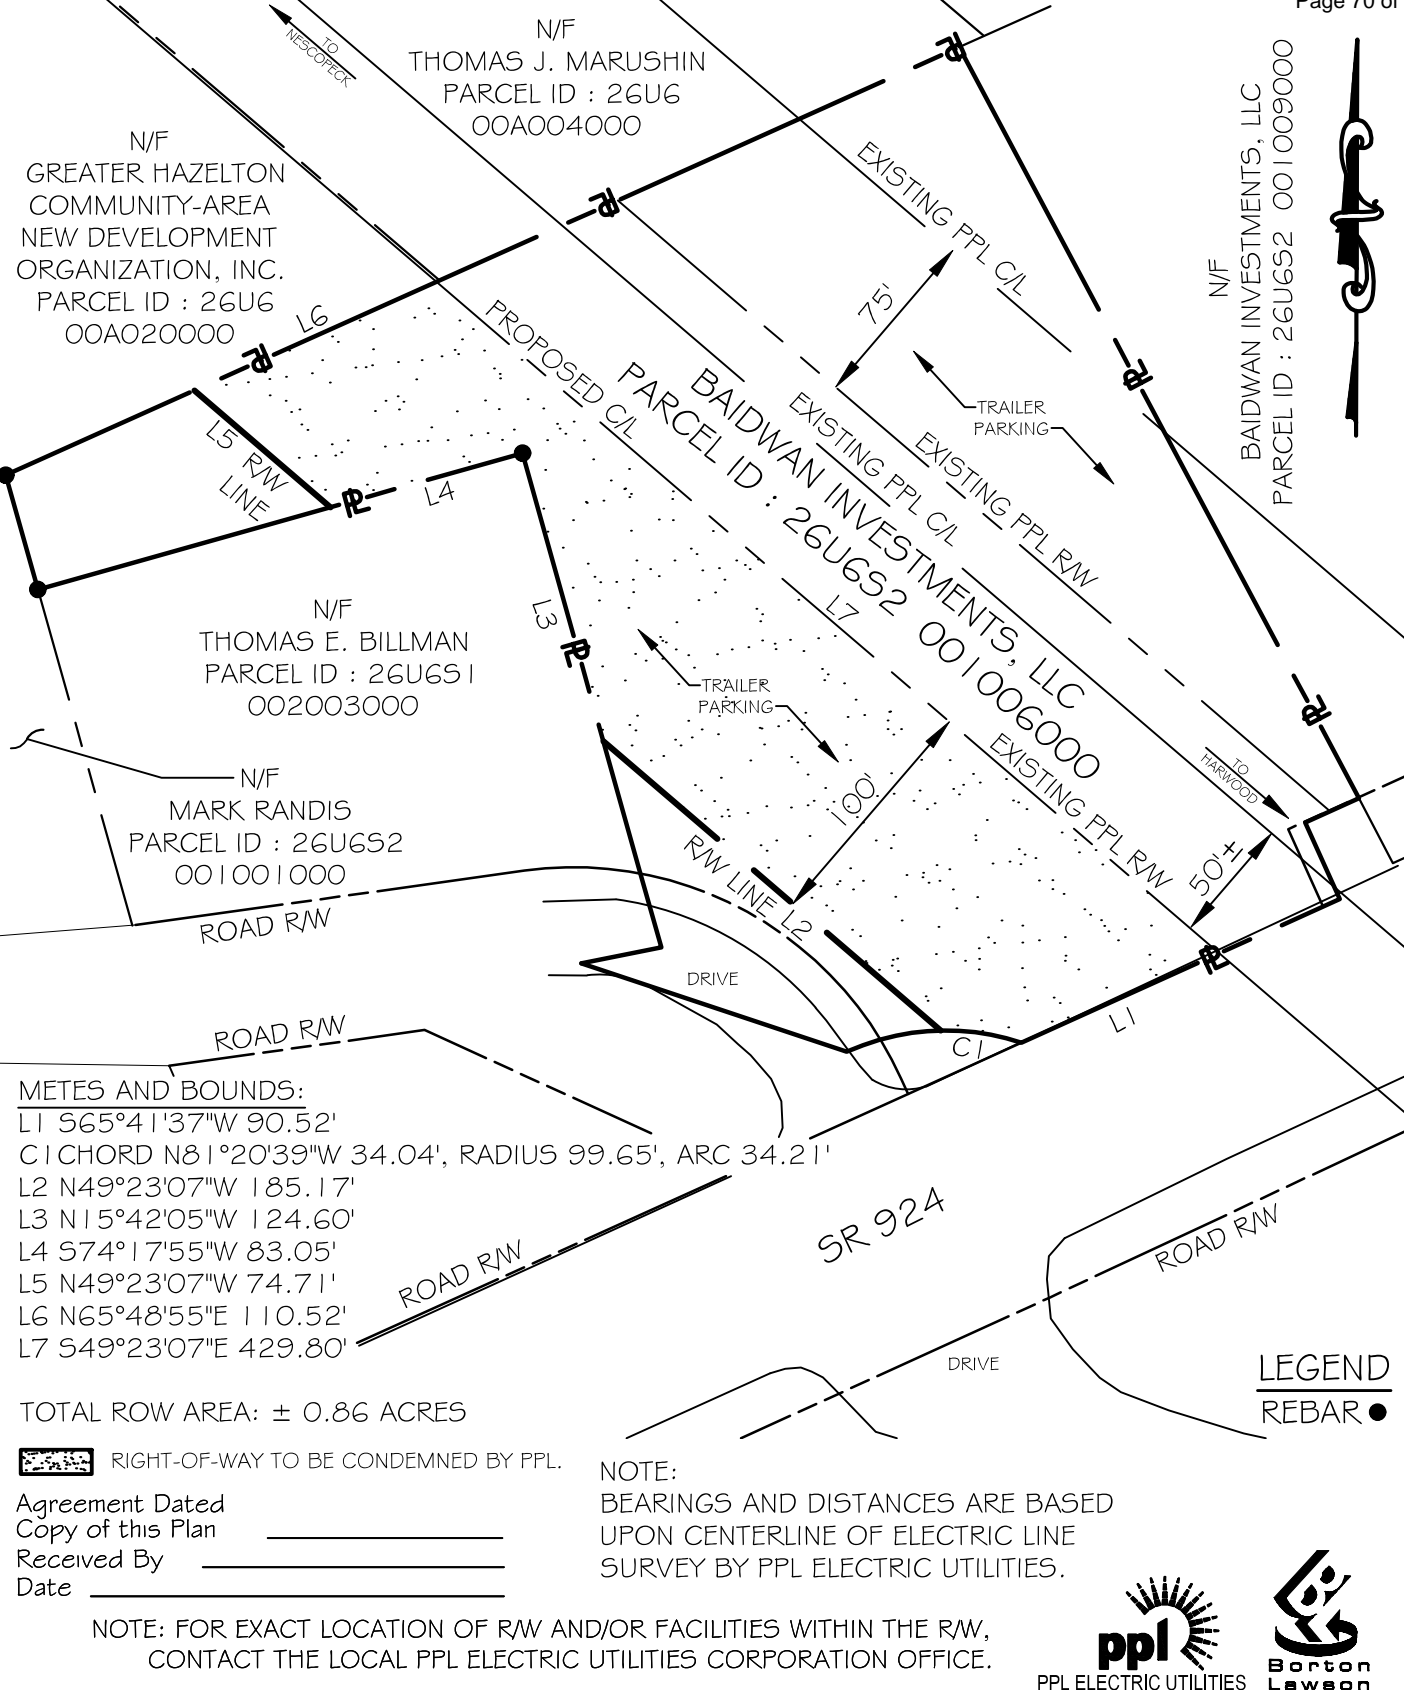 Page 70 of
TO
NESCOPECK
N/F
THOMAS J. MARUSHIN
PARCEL ID : 26U6
00A004000
N/F
GREATER HAZELTON
COMMUNITY-AREA
NEW DEVELOPMENT
ORGANIZATION, INC.
PARCEL ID : 26U6
00A020000
N/F
BAIDWAN INVESTMENTS, LLC
PARCEL ID : 26U6S2 001009000
EXISTING PPL C/L
75'
L6
PROPOSED C/L
TRAILER
PARKING
BAIDWAN INVESTMENTS, LLC
PARCEL ID : 26U6S2 001006000
EXISTING PPL C/L
EXISTING PPL R/W
L5 R/W
LINE
PL
PL
PL
PL
PL
PL
PL
PL
L4
L3
L7
N/F
THOMAS E. BILLMAN
PARCEL ID : 26U6S1
002003000
TRAILER
PARKING
N/F
MARK RANDIS
PARCEL ID : 26U6S2
001001000
EXISTING PPL R/W
TO
HARWOOD
100'
50'±
R/W LINE L2
ROAD R/W
DRIVE
L1
C1
ROAD R/W
METES AND BOUNDS:
L1 S65°41'37"W 90.52'
C1 CHORD N81°20'39"W 34.04', RADIUS 99.65', ARC 34.21'
L2 N49°23'07"W 185.17'
L3 N15°42'05"W 124.60'
L4 S74°17'55"W 83.05'
L5 N49°23'07"W 74.71'
L6 N65°48'55"E 110.52'
L7 S49°23'07"E 429.80'
ROAD R/W
SR 924
ROAD R/W
DRIVE
LEGEND
REBAR
TOTAL ROW AREA: ± 0.86 ACRES
RIGHT-OF-WAY TO BE CONDEMNED BY PPL.
Agreement Dated
Copy of this Plan
Received By
Date
NOTE:
BEARINGS AND DISTANCES ARE BASED
UPON CENTERLINE OF ELECTRIC LINE
SURVEY BY PPL ELECTRIC UTILITIES.
NOTE: FOR EXACT LOCATION OF R/W AND/OR FACILITIES WITHIN THE R/W,
CONTACT THE LOCAL PPL ELECTRIC UTILITIES CORPORATION OFFICE.
ppl
PPL ELECTRIC UTILITIES
Borton
Lawson